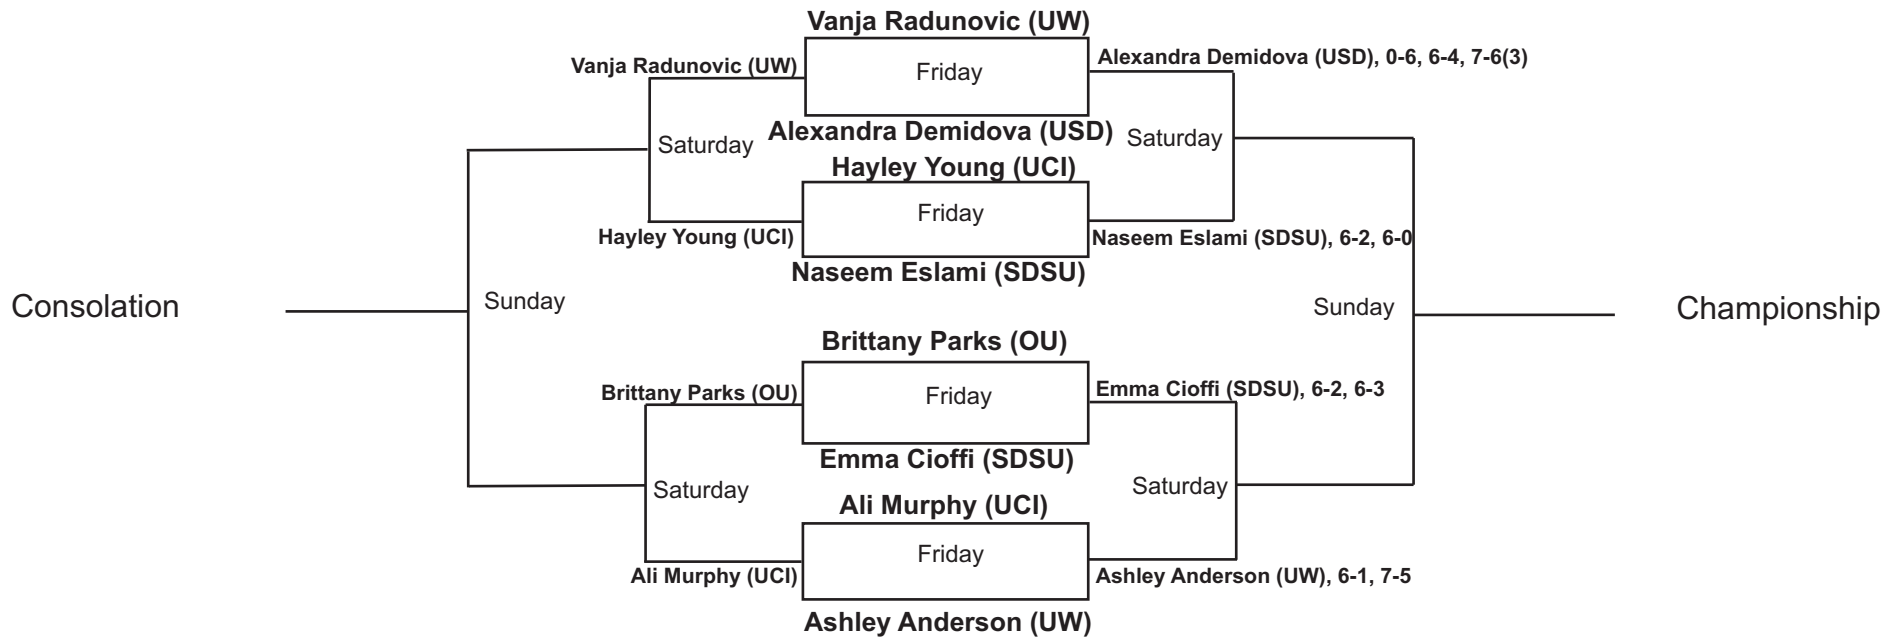 Vanja Radunovic (UW)
Vanja Radunovic (UW)
Friday
Alexandra Demidova (USD), 0-6, 6-4, 7-6(3)
Alexandra Demidova (USD)
Saturday
Saturday
Hayley Young (UCI)
Hayley Young (UCI)
Friday
Naseem Eslami (SDSU), 6-2, 6-0
Naseem Eslami (SDSU)
Consolation
Sunday
Sunday
Championship
Brittany Parks (OU)
Brittany Parks (OU)
Friday
Emma Cioffi (SDSU), 6-2, 6-3
Emma Cioffi (SDSU)
Saturday
Saturday
Ali Murphy (UCI)
Friday
Ali Murphy (UCI)
Ashley Anderson (UW), 6-1, 7-5
Ashley Anderson (UW)